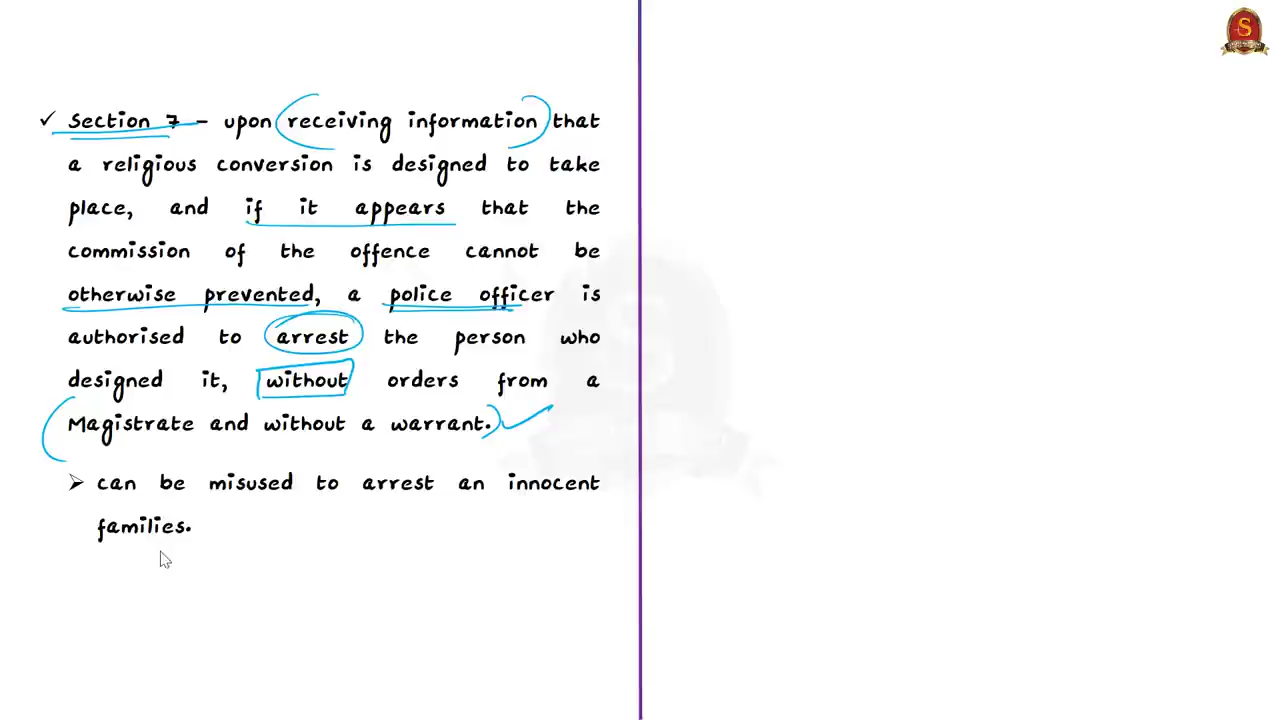 ✓ Section 7 - upon receiving information that
a religious conversion is designed to take
place, and if it appears that the
commission of the offence cannot be
otherwise prevented, a police officer is
authorised to arrest the person who
designed it, without orders from a
Magistrate and without a warrant.
➢ can be misused to arrest an innocent
families.
S